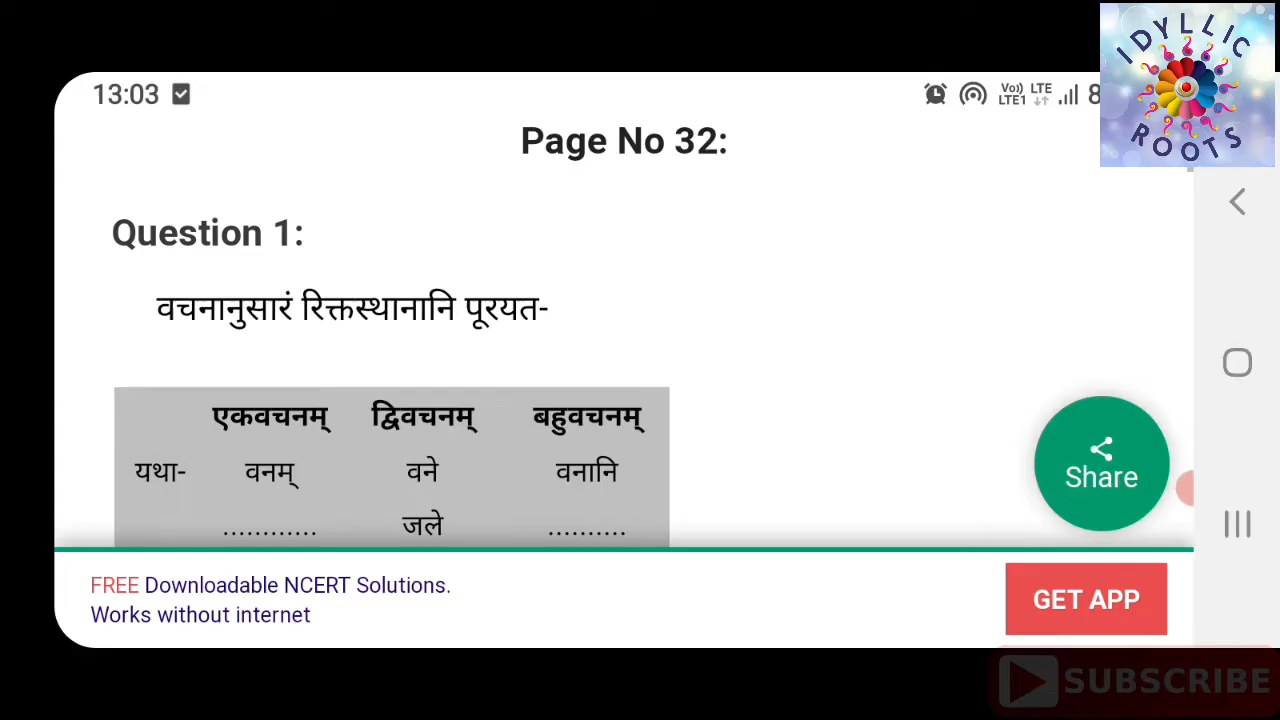 IDYLLIC
ROOTS
13:03
Vo)) LTE
LTE1
8
Page No 32:
Question 1:
वचनानुसारं रिक्तस्थानानि पूरयत-
एकवचनम् द्विवचनम् बहुवचनम्
यथा- वनम् वने वनानि
............ जले ..........
Share
FREE Downloadable NCERT Solutions.
Works without internet
GET APP
SUBSCRIBE